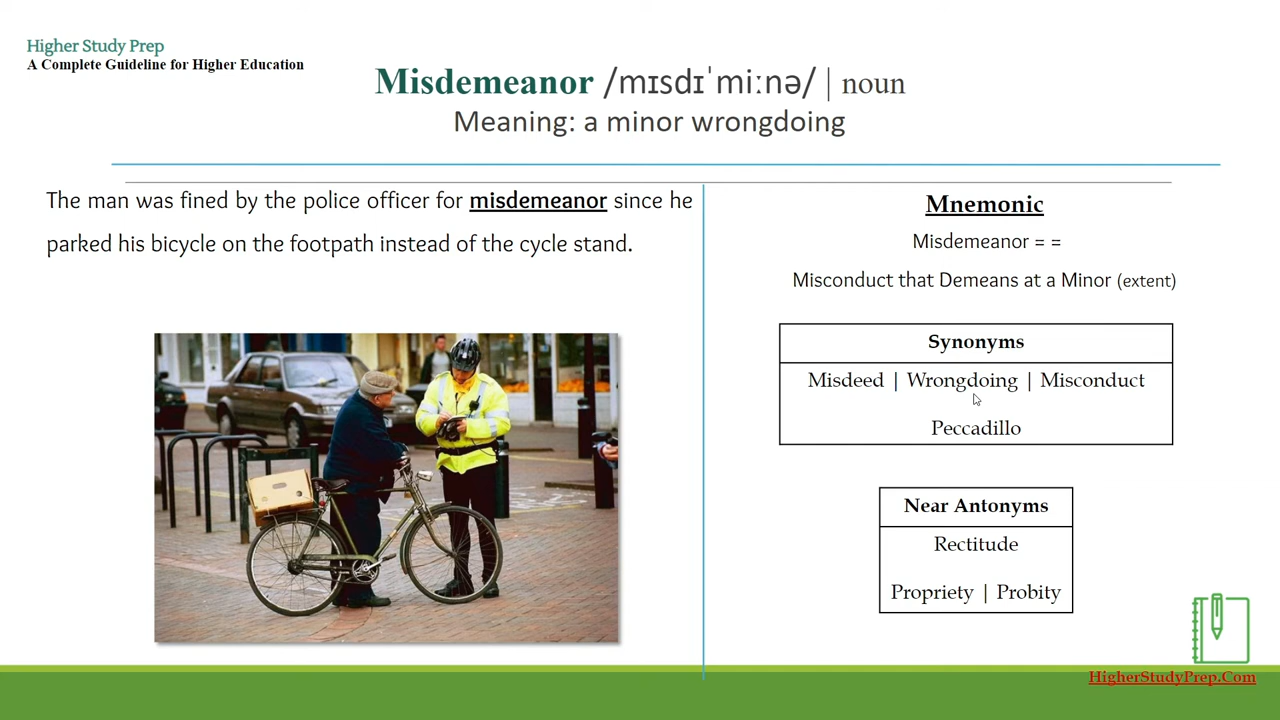 Higher Study Prep
A Complete Guideline for Higher Education
Misdemeanor /mɪsdɪˈmiːnə/ | noun
Meaning: a minor wrongdoing
The man was fined by the police officer for misdemeanor since he
parked his bicycle on the footpath instead of the cycle stand.
Mnemonic
Misdemeanor = =
Misconduct that Demeans at a Minor (extent)
Synonyms
Misdeed | Wrongdoing | Misconduct
Peccadillo
Near Antonyms
Rectitude
Propriety | Probity
HigherStudyPrep.Com